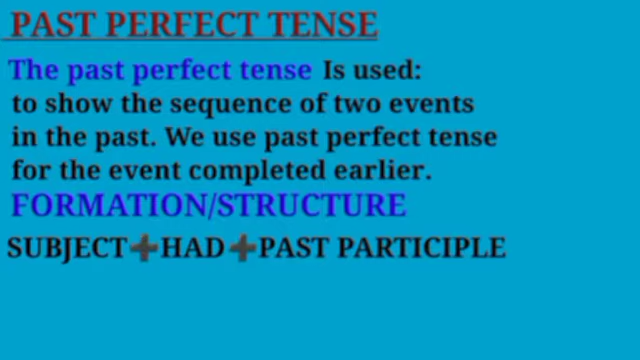 PAST PERFECT TENSE
The past perfect tense Is used:
to show the sequence of two events
in the past. We use past perfect tense
for the event completed earlier.
FORMATION/STRUCTURE
SUBJECT➕HAD➕PAST PARTICIPLE